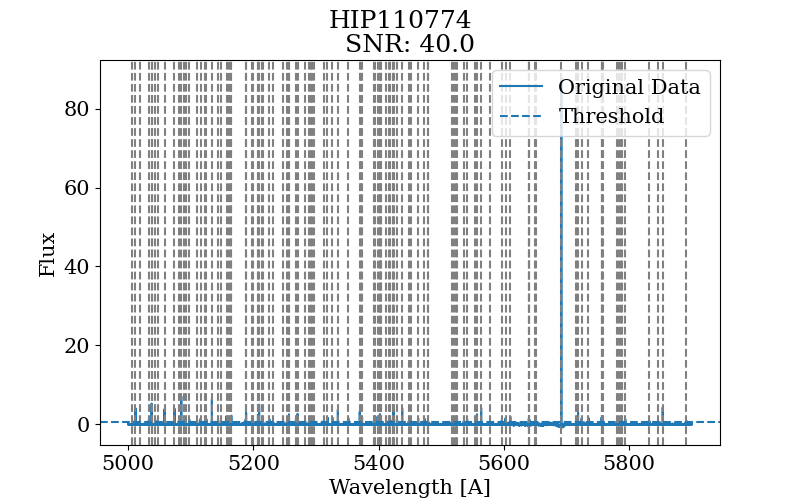 HIP110774
SNR: 40.0
Original Data
Threshold
Flux
80
60
40
20
0
5000 5200 5400 5600 5800
Wavelength [A]